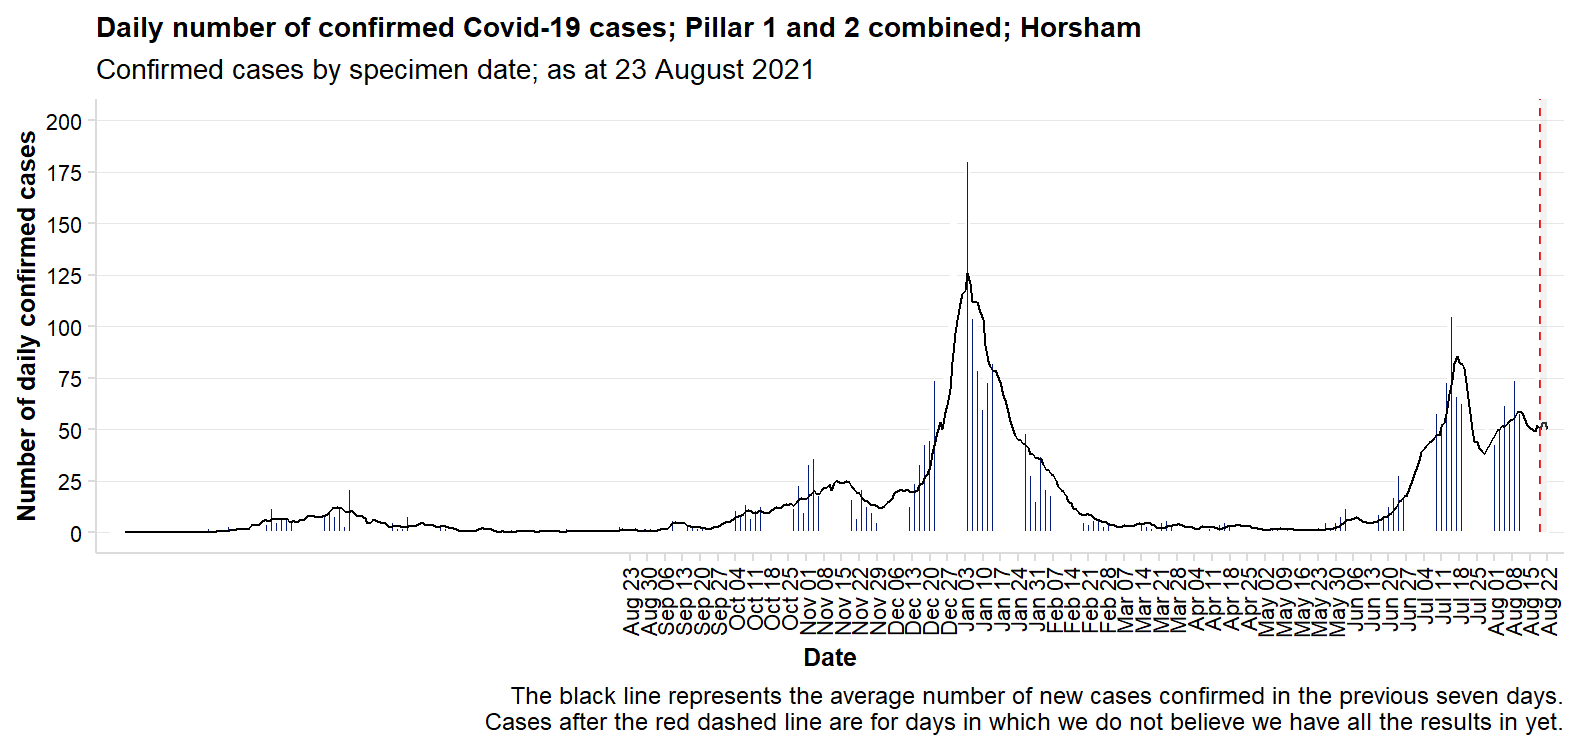 Daily number of confirmed Covid-19 cases; Pillar 1 and 2 combined; Horsham
Confirmed cases by specimen date; as at 23 August 2021
Number of daily confirmed cases
200
175
150
125
100
75
50
25
0
Aug 23
Aug 30
Sep 06
Sep 13
Sep 20
Sep 27
Oct 04
Oct 11
Oct 18
Oct 25
Nov 01
Nov 08
Nov 15
Nov 22
Nov 29
Dec 06
Dec 13
Dec 20
Dec 27
Jan 03
Jan 10
Jan 17
Jan 24
Jan 31
Feb 07
Feb 14
Feb 21
Feb 28
Mar 07
Mar 14
Mar 21
Mar 28
Apr 04
Apr 11
Apr 18
Apr 25
May 02
May 09
May 16
May 23
May 30
Jun 06
Jun 13
Jun 20
Jun 27
Jul 04
Jul 11
Jul 18
Jul 25
Aug 01
Aug 08
Aug 15
Aug 22
Date
The black line represents the average number of new cases confirmed in the previous seven days.
Cases after the red dashed line are for days in which we do not believe we have all the results in yet.